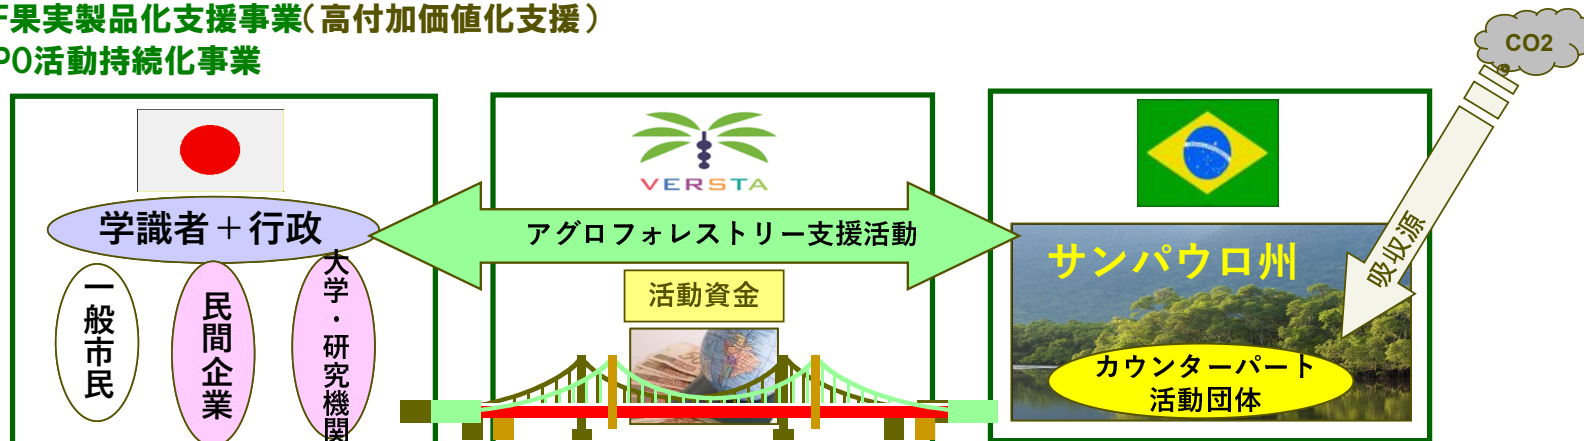 F果実製品化支援事業(高付加価値化支援)
PO活動持続化事業
CO2
VERSTA
学識者＋行政
アグロフォレストリー支援活動
サンパウロ州
吸収源
一般市民
民間企業
大学・研究機関
活動資金
カウンターパート
活動団体